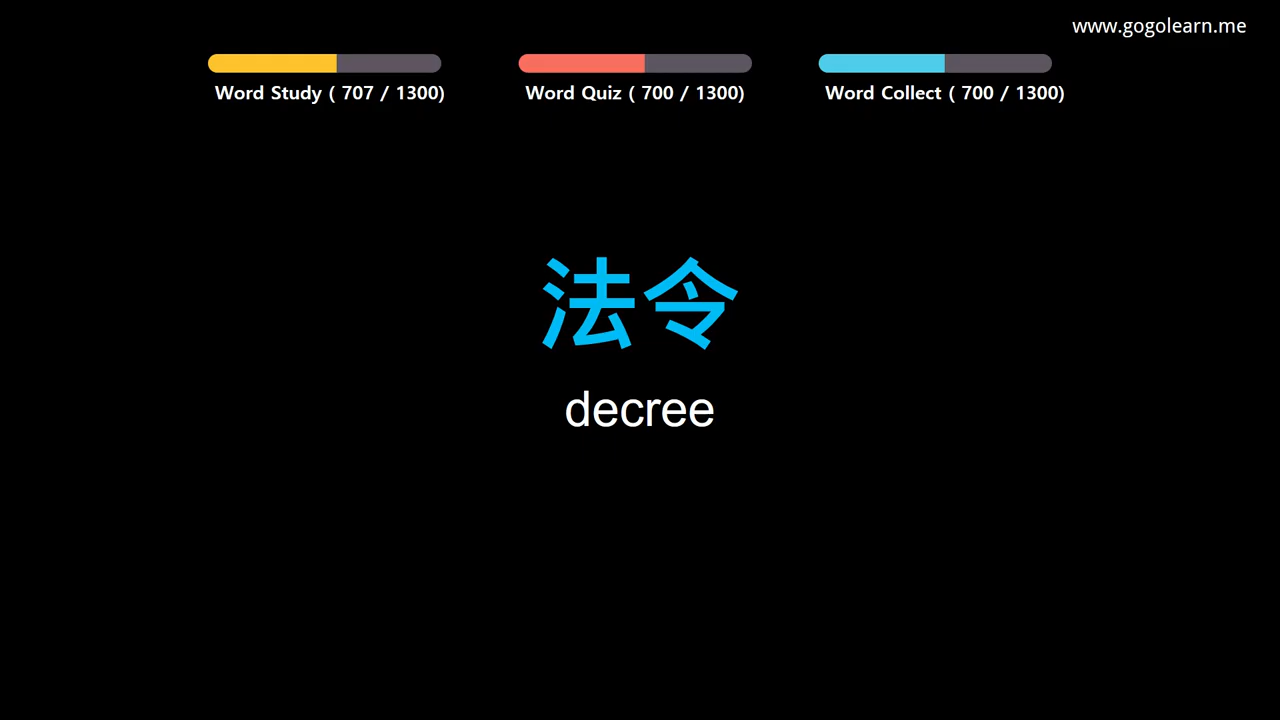 www.gogolearn.me
Word Study ( 707 / 1300)
Word Quiz ( 700 / 1300)
Word Collect ( 700 / 1300)
法令
decree